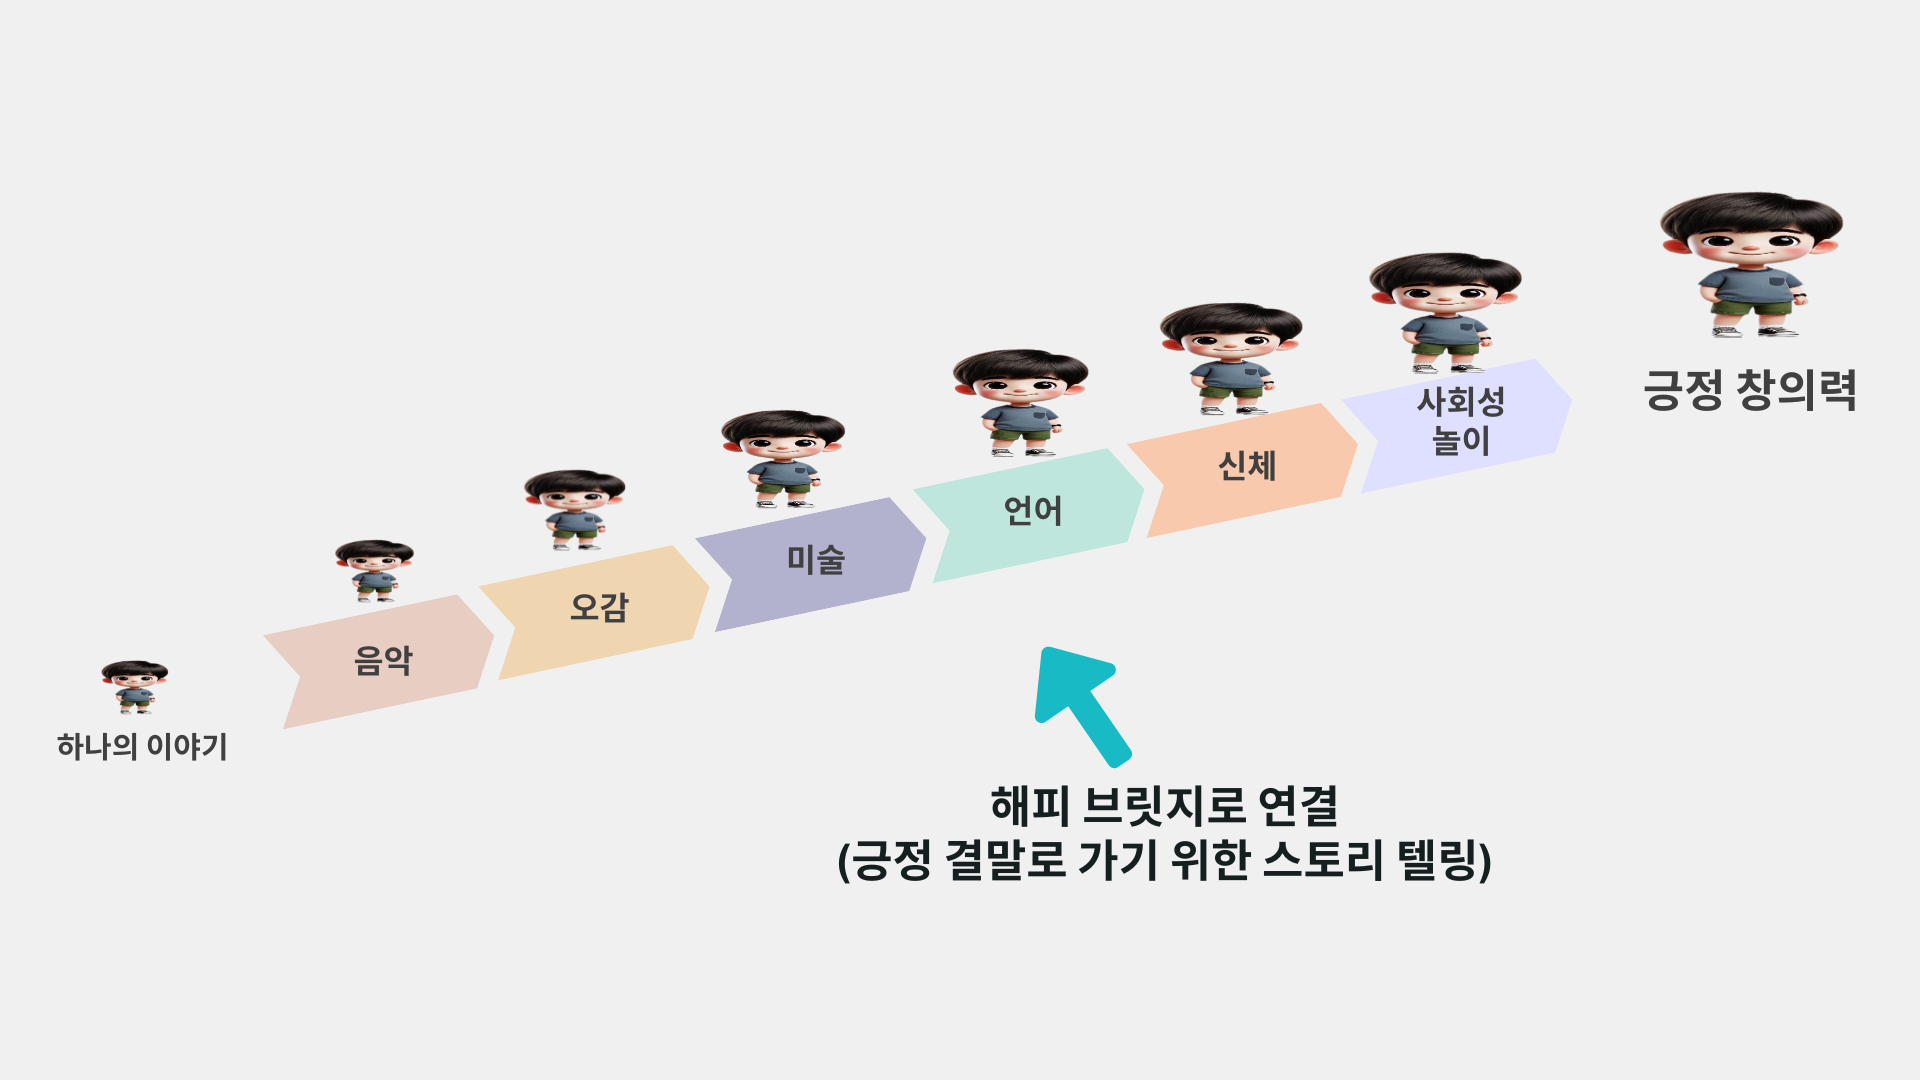 하나의 이야기
음악
오감
미술
언어
신체
사회성
놀이
긍정 창의력
해피 브릿지로 연결
(긍정 결말로 가기 위한 스토리 텔링)